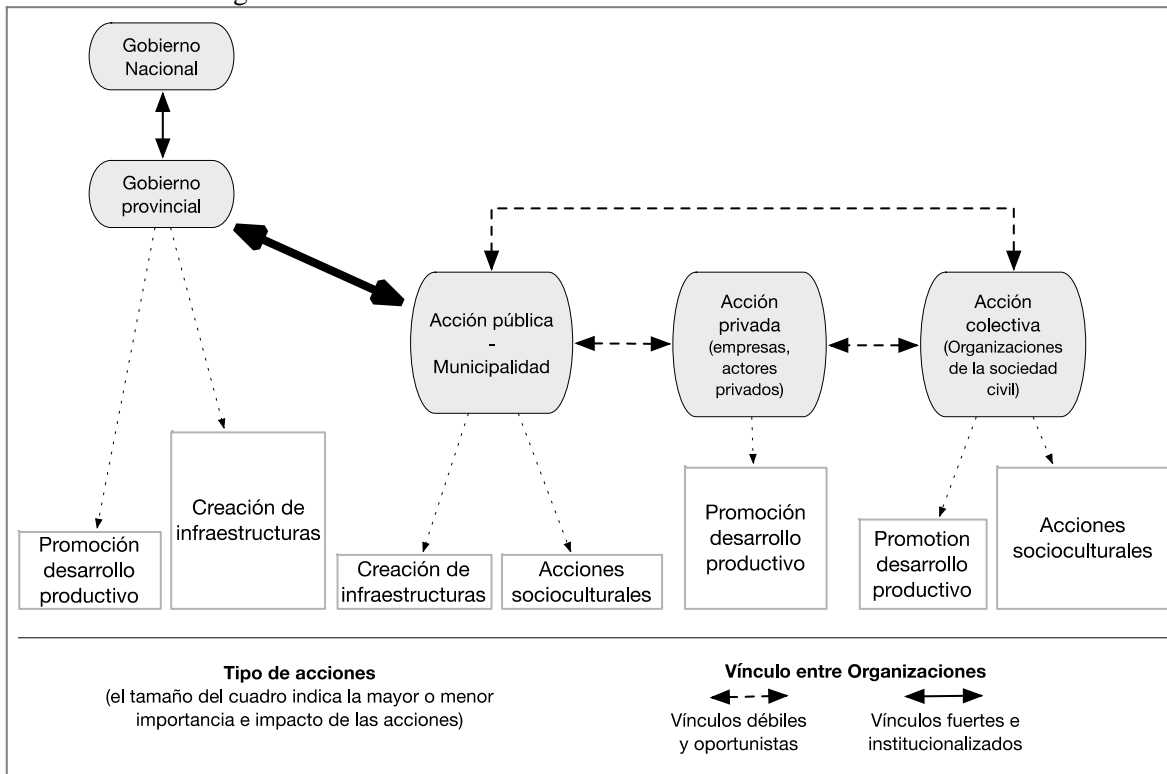 Gobierno
Nacional
Gobierno
provincial
Acción pública
-
Municipalidad
Acción
privada
(empresas,
actores
privados)
Acción
colectiva
(Organizaciones
de la sociedad
civil)
Promoción
desarrollo
productivo
Creación de
infraestructuras
Creación de
infraestructuras
Acciones
socioculturales
Promoción
desarrollo
productivo
Promotion
desarrollo
productivo
Acciones
socioculturales
Tipo de acciones
(el tamaño del cuadro indica la mayor o menor
importancia e impacto de las acciones)
Vínculo entre Organizaciones
Vínculos débiles
y oportunistas
Vínculos fuertes e
institucionalizados